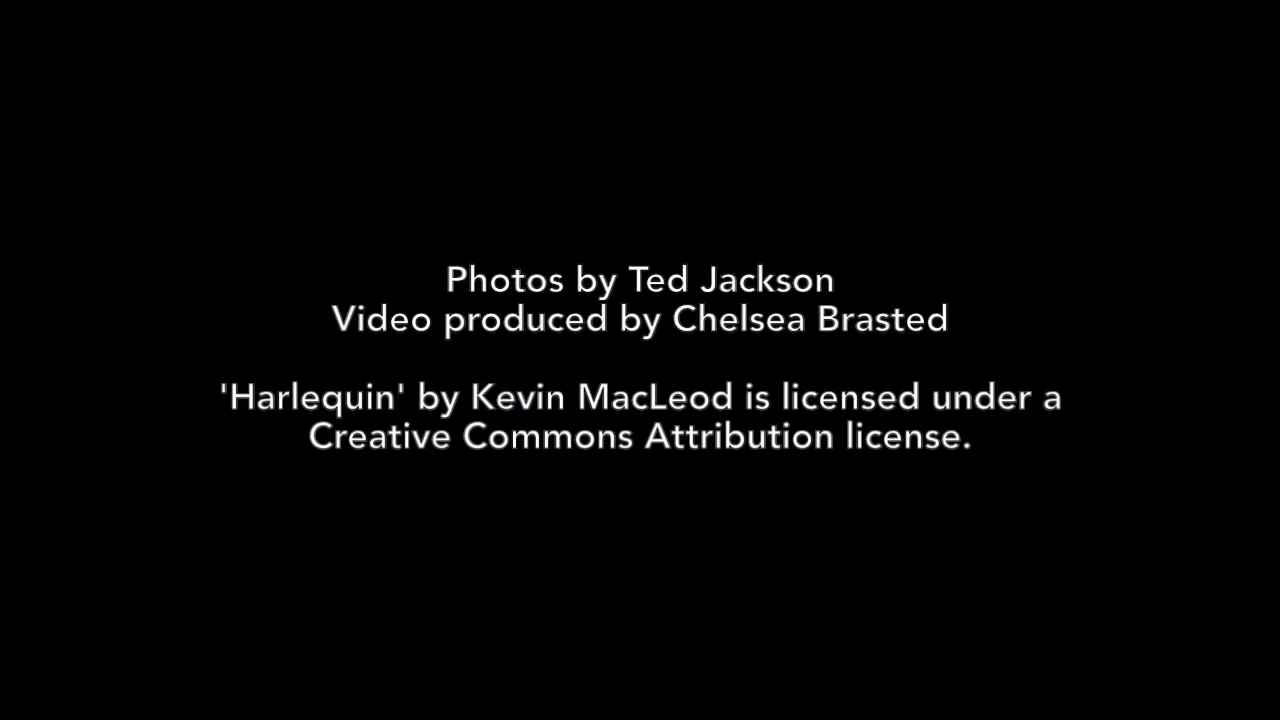 Photos by Ted Jackson
Video produced by Chelsea Brasted
'Harlequin' by Kevin MacLeod is licensed under a
Creative Commons Attribution license.